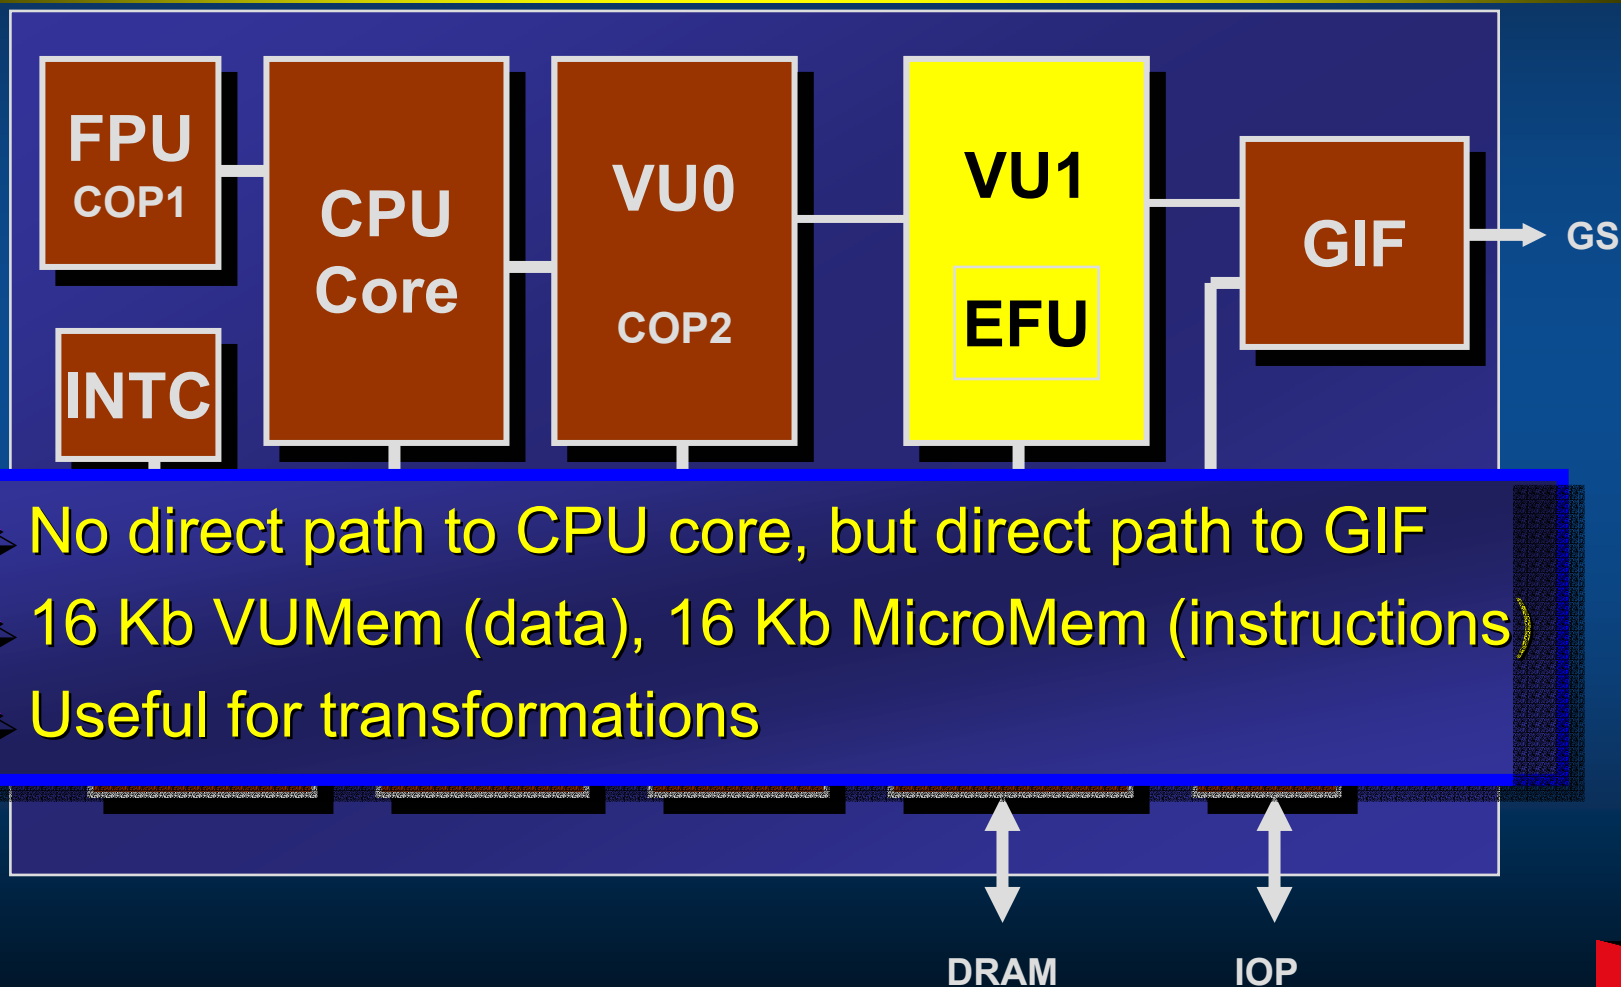 FPU
COP1
CPU
Core
VU0
COP2
VU1
EFU
GIF
GS
INTC
No direct path to CPU core, but direct path to GIF
16 Kb VUMem (data), 16 Kb MicroMem (instructions)
Useful for transformations
DRAM
IOP